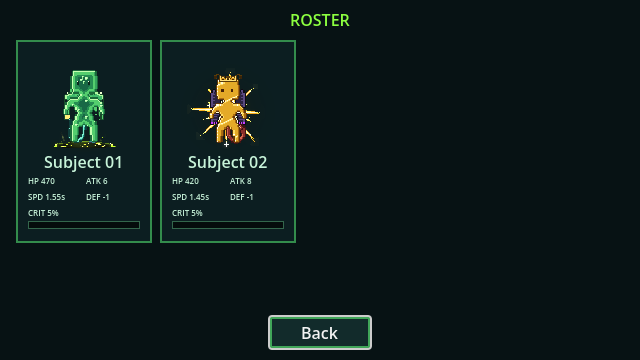 ROSTER
Subject 01
HP 470 ATK 6
SPD 1.55s DEF -1
CRIT 5%
Subject 02
HP 420 ATK 8
SPD 1.45s DEF -1
CRIT 5%
Back